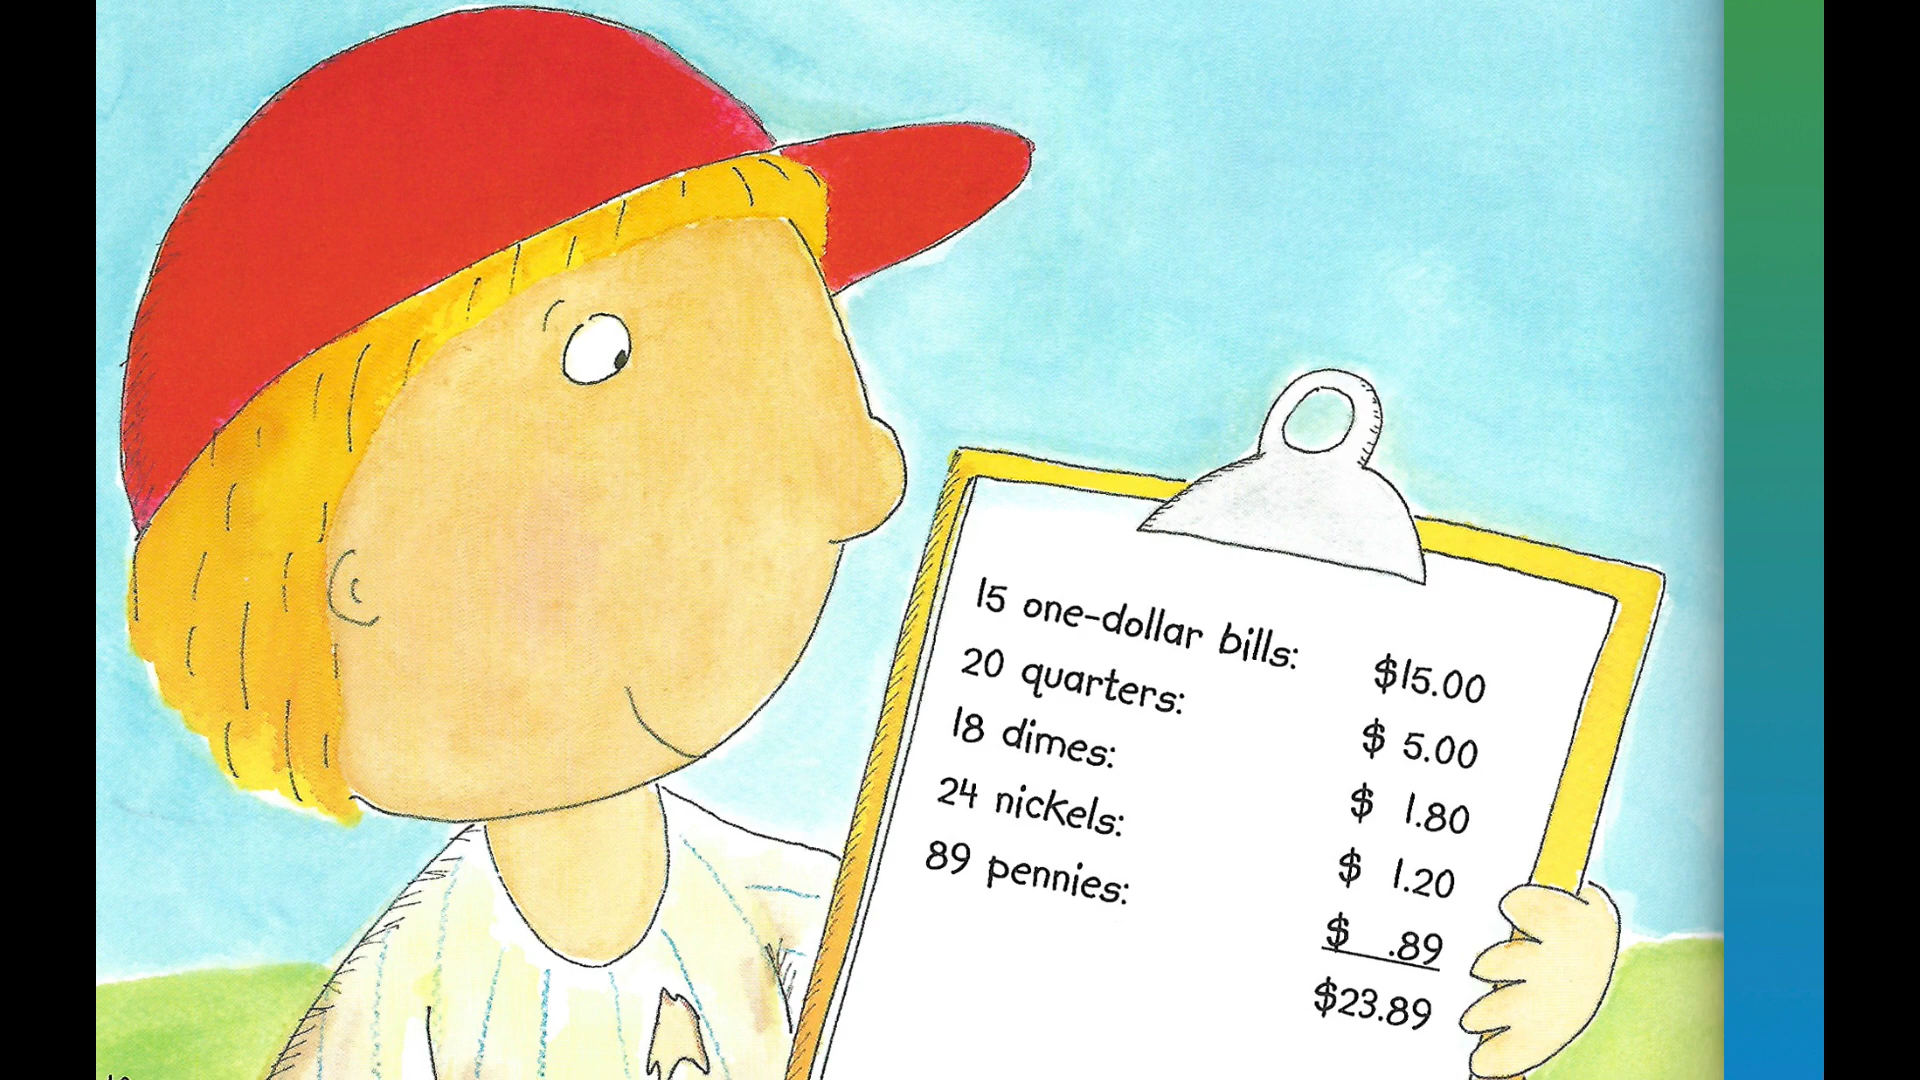 15 one-dollar bills: $15.00
20 quarters: $ 5.00
18 dimes: $ 1.80
24 nickels: $ 1.20
89 pennies: $ .89
$23.89